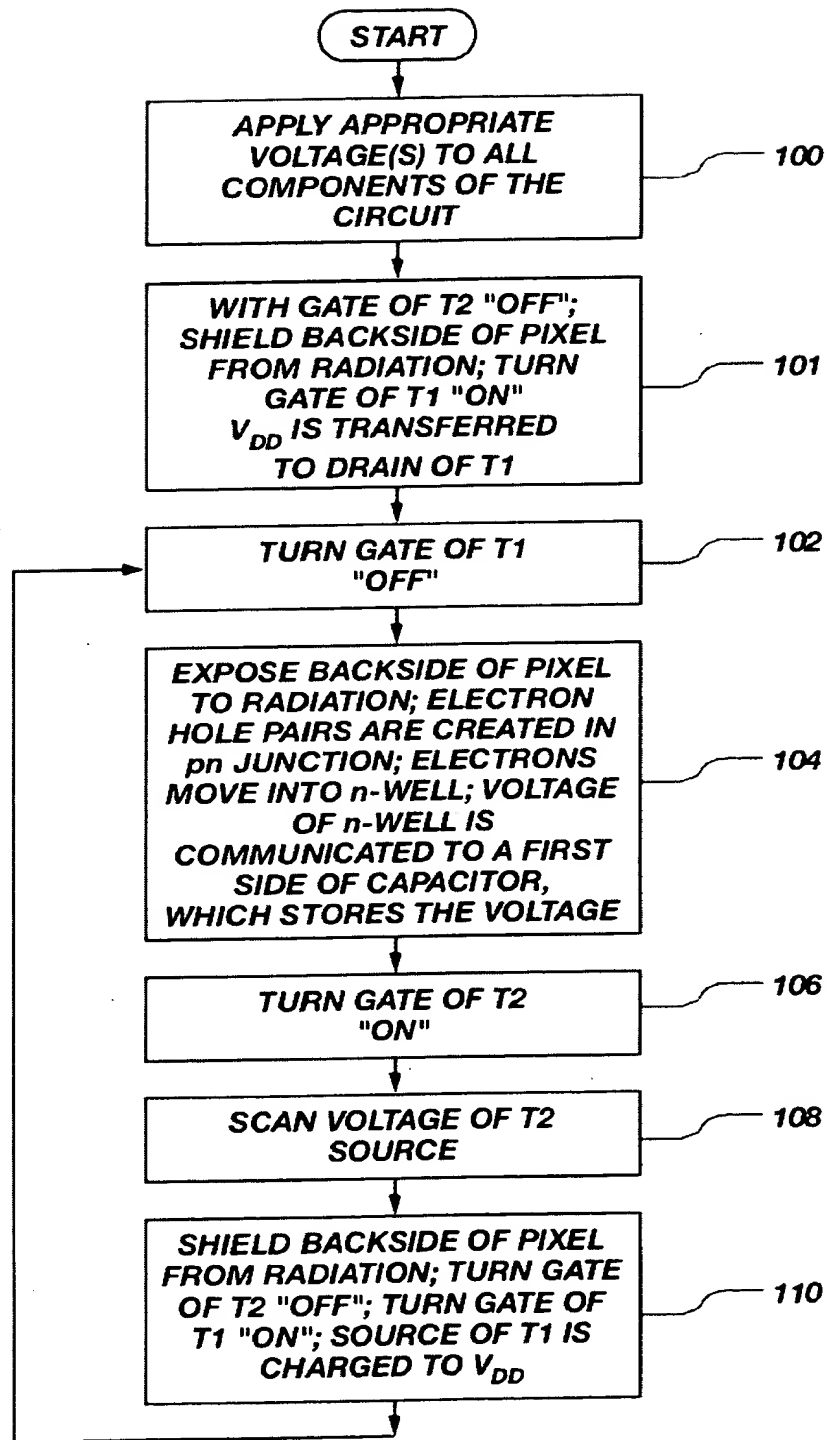 START
APPLY APPROPRIATE
VOLTAGE(S) TO ALL
COMPONENTS OF THE
CIRCUIT
100
WITH GATE OF T2 "OFF";
SHIELD BACKSIDE OF PIXEL
FROM RADIATION; TURN
GATE OF T1 "ON"
V_DD IS TRANSFERRED
TO DRAIN OF T1
101
TURN GATE OF T1
"OFF"
102
EXPOSE BACKSIDE OF PIXEL
TO RADIATION; ELECTRON
HOLE PAIRS ARE CREATED IN
pn JUNCTION; ELECTRONS
MOVE INTO n-WELL; VOLTAGE
OF n-WELL IS
COMMUNICATED TO A FIRST
SIDE OF CAPACITOR,
WHICH STORES THE VOLTAGE
104
TURN GATE OF T2
"ON"
106
SCAN VOLTAGE OF T2
SOURCE
108
SHIELD BACKSIDE OF PIXEL
FROM RADIATION; TURN GATE
OF T2 "OFF"; TURN GATE OF
T1 "ON"; SOURCE OF T1 IS
CHARGED TO V_DD
110